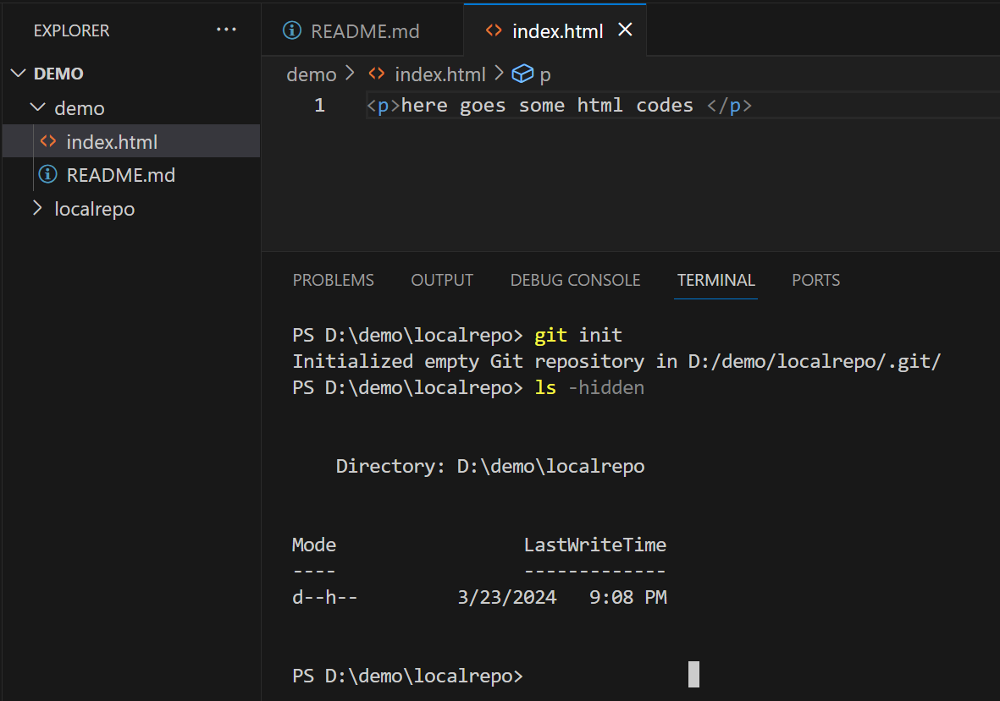 EXPLORER ...
DEMO
demo
index.html
README.md
localrepo
README.md index.html
demo > index.html > p
1 <p>here goes some html codes </p>
PROBLEMS OUTPUT DEBUG CONSOLE TERMINAL PORTS
PS D:\demo\localrepo> git init
Initialized empty Git repository in D:/demo/localrepo/.git/
PS D:\demo\localrepo> ls -hidden
Directory: D:\demo\localrepo
Mode LastWriteTime
---- -------------
d--h-- 3/23/2024 9:08 PM
PS D:\demo\localrepo>